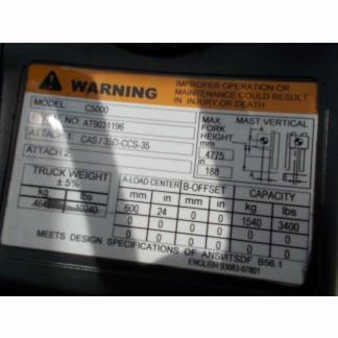 WARNING
IMPROPER OPERATION OR
MAINTENANCE COULD RESULT
IN INJURY OR DEATH
MODEL C5000
NO. AT9031196
ATTACH 1
ATTACH 2
MAX
FORK
HEIGHT
mm
4775
in
188
MAST VERTICAL
TRUCK WEIGHT
± 5%
kg lbs
A-LOAD CENTER B-OFFSET CAPACITY
mm in mm in kg lbs
600 24 0 0 1540 3400
0 0 0 0 0 0
0 0 0 0 0 0
MEETS DESIGN SPECIFICATIONS OF ANSI/ITSDF B56.1
ENGLISH